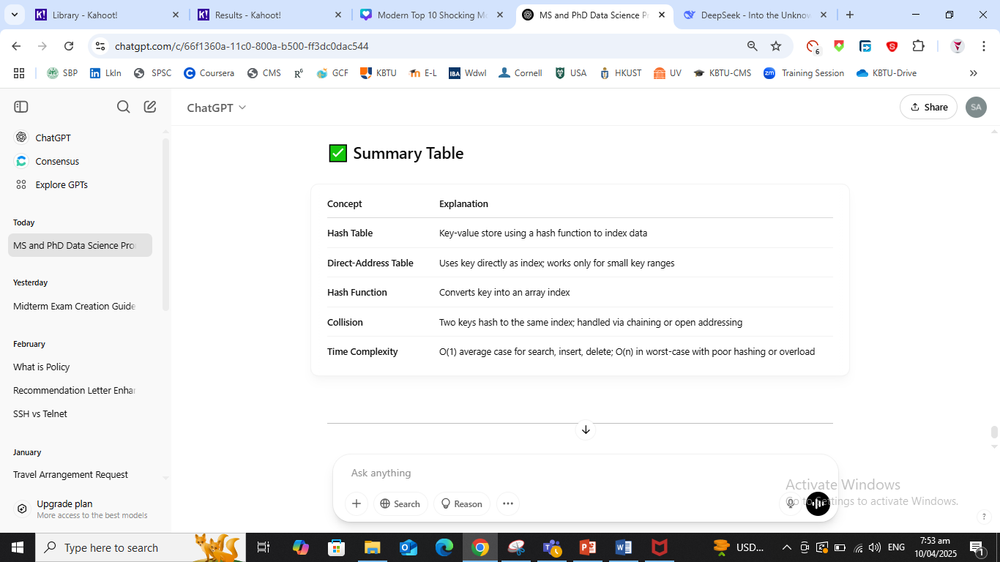 Library - Kahoot!
Results - Kahoot!
Modern Top 10 Shocking Mo
MS and PhD Data Science P
DeepSeek - Into the Unknow
chatgpt.com/c/66f1360a-11c0-800a-b500-ff3dc0dac544
6
SBP LkIn SPSC Coursera CMS RG GCF KBTU E-L IBA Wdwl Cornell USA HKUST UV KBTU-CMS zm Training Session KBTU-Drive
ChatGPT
Share
SA
ChatGPT
Consensus
Explore GPTs
Today
MS and PhD Data Science Pro
Yesterday
Midterm Exam Creation Guide
February
What is Policy
Recommendation Letter Enhan
SSH vs Telnet
January
Travel Arrangement Request
Upgrade plan
More access to the best models
Summary Table
Concept Explanation
Hash Table Key-value store using a hash function to index data
Direct-Address Table Uses key directly as index; works only for small key ranges
Hash Function Converts key into an array index
Collision Two keys hash to the same index; handled via chaining or open addressing
Time Complexity O(1) average case for search, insert, delete; O(n) in worst-case with poor hashing or overload
Ask anything
Search Reason
Activate Windows
Go to Settings to activate Windows.
?
Type here to search
USD...
ENG
7:53 am
10/04/2025
1